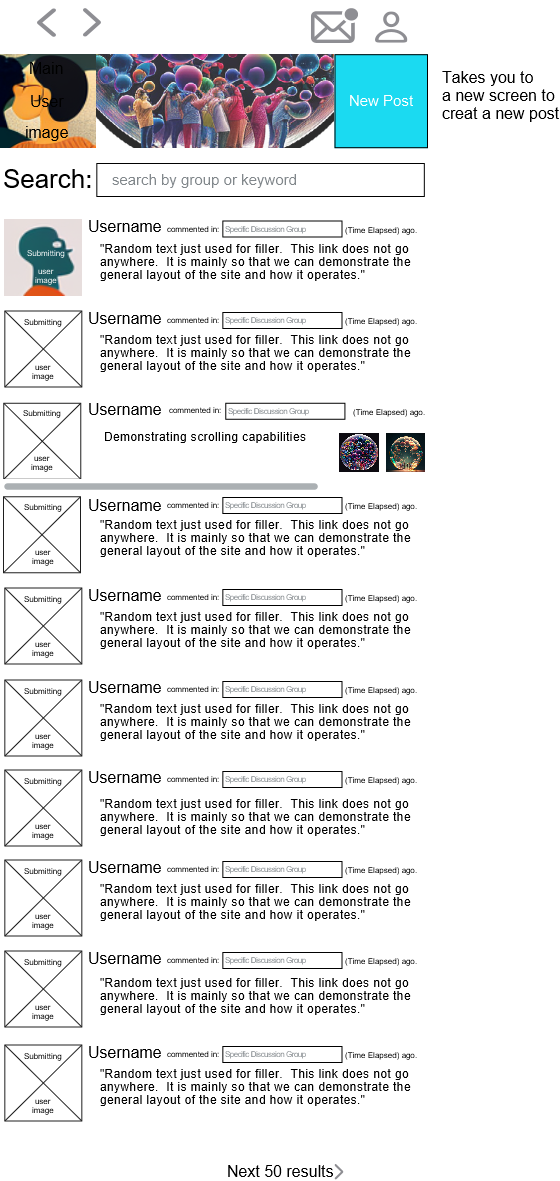 Main
User
image
New Post
Takes you to
a new screen to
creat a new post
Search: search by group or keyword
Submitting
user
image
Username commented in: Specific Discussion Group (Time Elapsed) ago.
"Random text just used for filler. This link does not go
anywhere. It is mainly so that we can demonstrate the
general layout of the site and how it operates."
Submitting
user
image
Username commented in: Specific Discussion Group (Time Elapsed) ago.
"Random text just used for filler. This link does not go
anywhere. It is mainly so that we can demonstrate the
general layout of the site and how it operates."
Submitting
user
image
Username commented in: Specific Discussion Group (Time Elapsed) ago.
Demonstrating scrolling capabilities
Submitting
user
image
Username commented in: Specific Discussion Group (Time Elapsed) ago.
"Random text just used for filler. This link does not go
anywhere. It is mainly so that we can demonstrate the
general layout of the site and how it operates."
Submitting
user
image
Username commented in: Specific Discussion Group (Time Elapsed) ago.
"Random text just used for filler. This link does not go
anywhere. It is mainly so that we can demonstrate the
general layout of the site and how it operates."
Submitting
user
image
Username commented in: Specific Discussion Group (Time Elapsed) ago.
"Random text just used for filler. This link does not go
anywhere. It is mainly so that we can demonstrate the
general layout of the site and how it operates."
Submitting
user
image
Username commented in: Specific Discussion Group (Time Elapsed) ago.
"Random text just used for filler. This link does not go
anywhere. It is mainly so that we can demonstrate the
general layout of the site and how it operates."
Submitting
user
image
Username commented in: Specific Discussion Group (Time Elapsed) ago.
"Random text just used for filler. This link does not go
anywhere. It is mainly so that we can demonstrate the
general layout of the site and how it operates."
Submitting
user
image
Username commented in: Specific Discussion Group (Time Elapsed) ago.
"Random text just used for filler. This link does not go
anywhere. It is mainly so that we can demonstrate the
general layout of the site and how it operates."
Submitting
user
image
Username commented in: Specific Discussion Group (Time Elapsed) ago.
"Random text just used for filler. This link does not go
anywhere. It is mainly so that we can demonstrate the
general layout of the site and how it operates."
Next 50 results